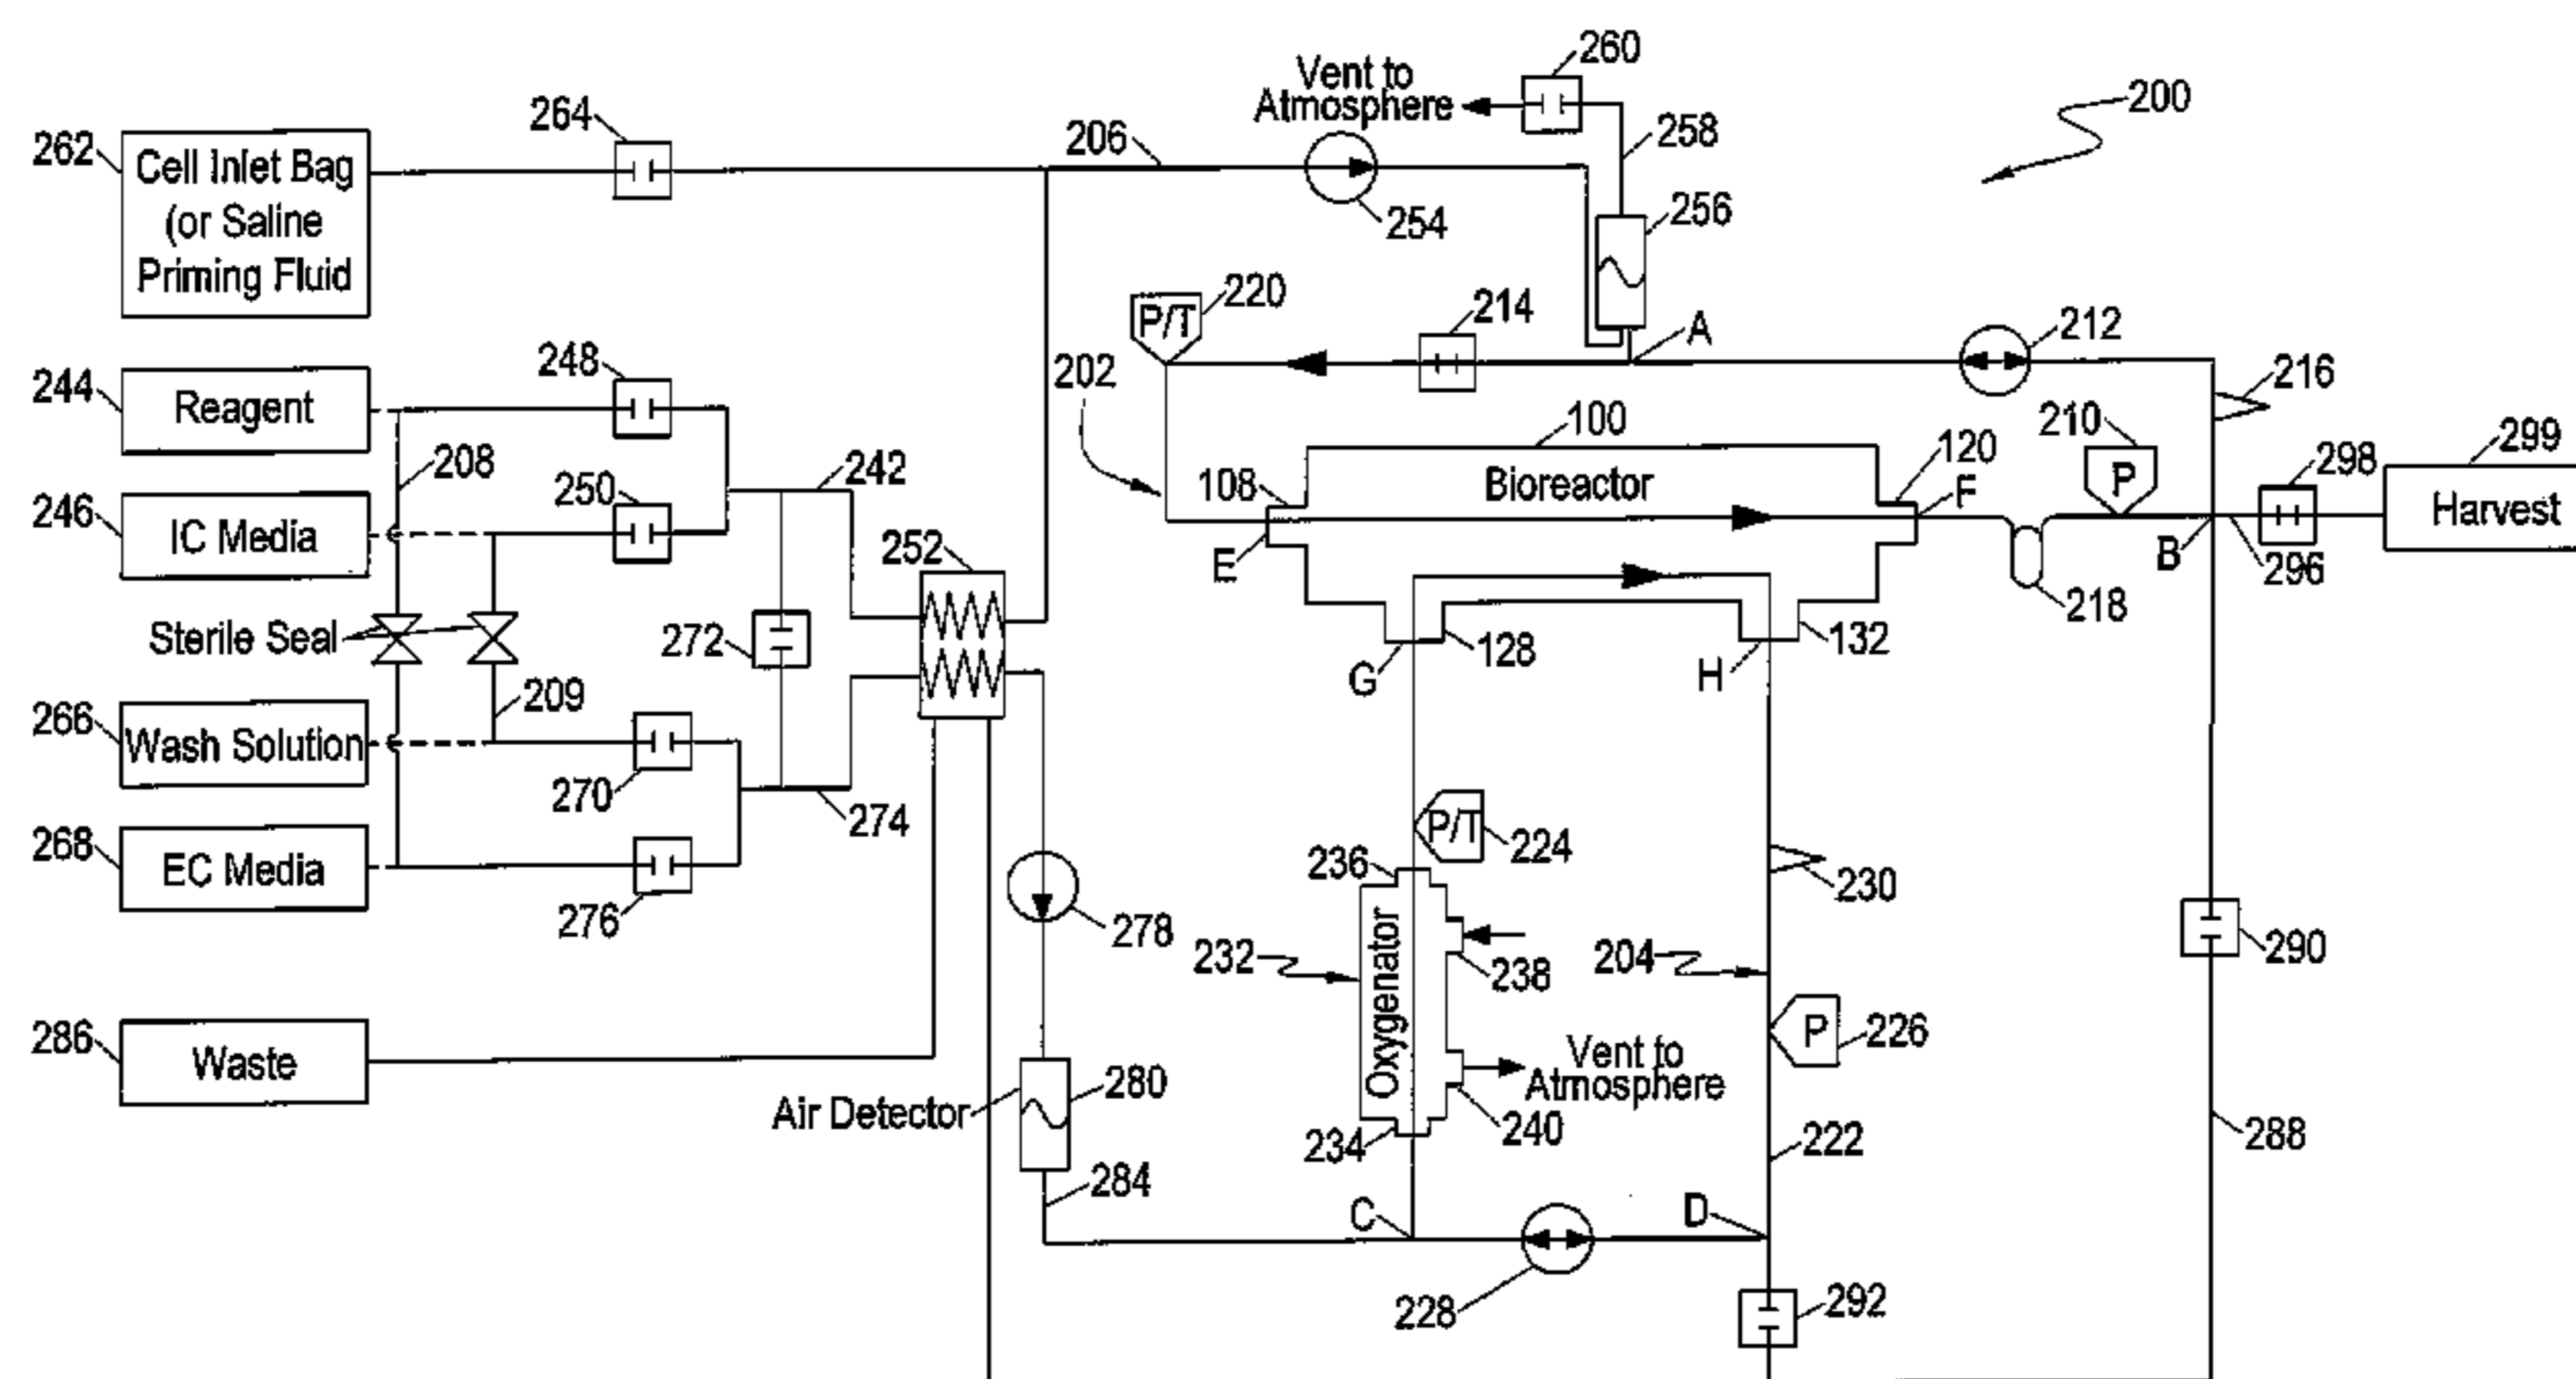 260
Vent to
Atmosphere
200
264
262
Cell Inlet Bag
(or Saline
Priming Fluid
206
258
254
256
220
P/T
214
A
212
216
202
244
Reagent
248
208
242
246
IC Media
250
252
100
Bioreactor
108
120
F
210
P
298
299
Harvest
E
B
296
218
Sterile Seal
272
G
128
H
132
209
266
Wash Solution
270
274
P/T
224
268
EC Media
276
278
236
230
232
Oxygenator
238
204
290
286
Waste
P
226
Vent to
Atmosphere
Air Detector
280
240
234
284
222
288
C
D
228
292